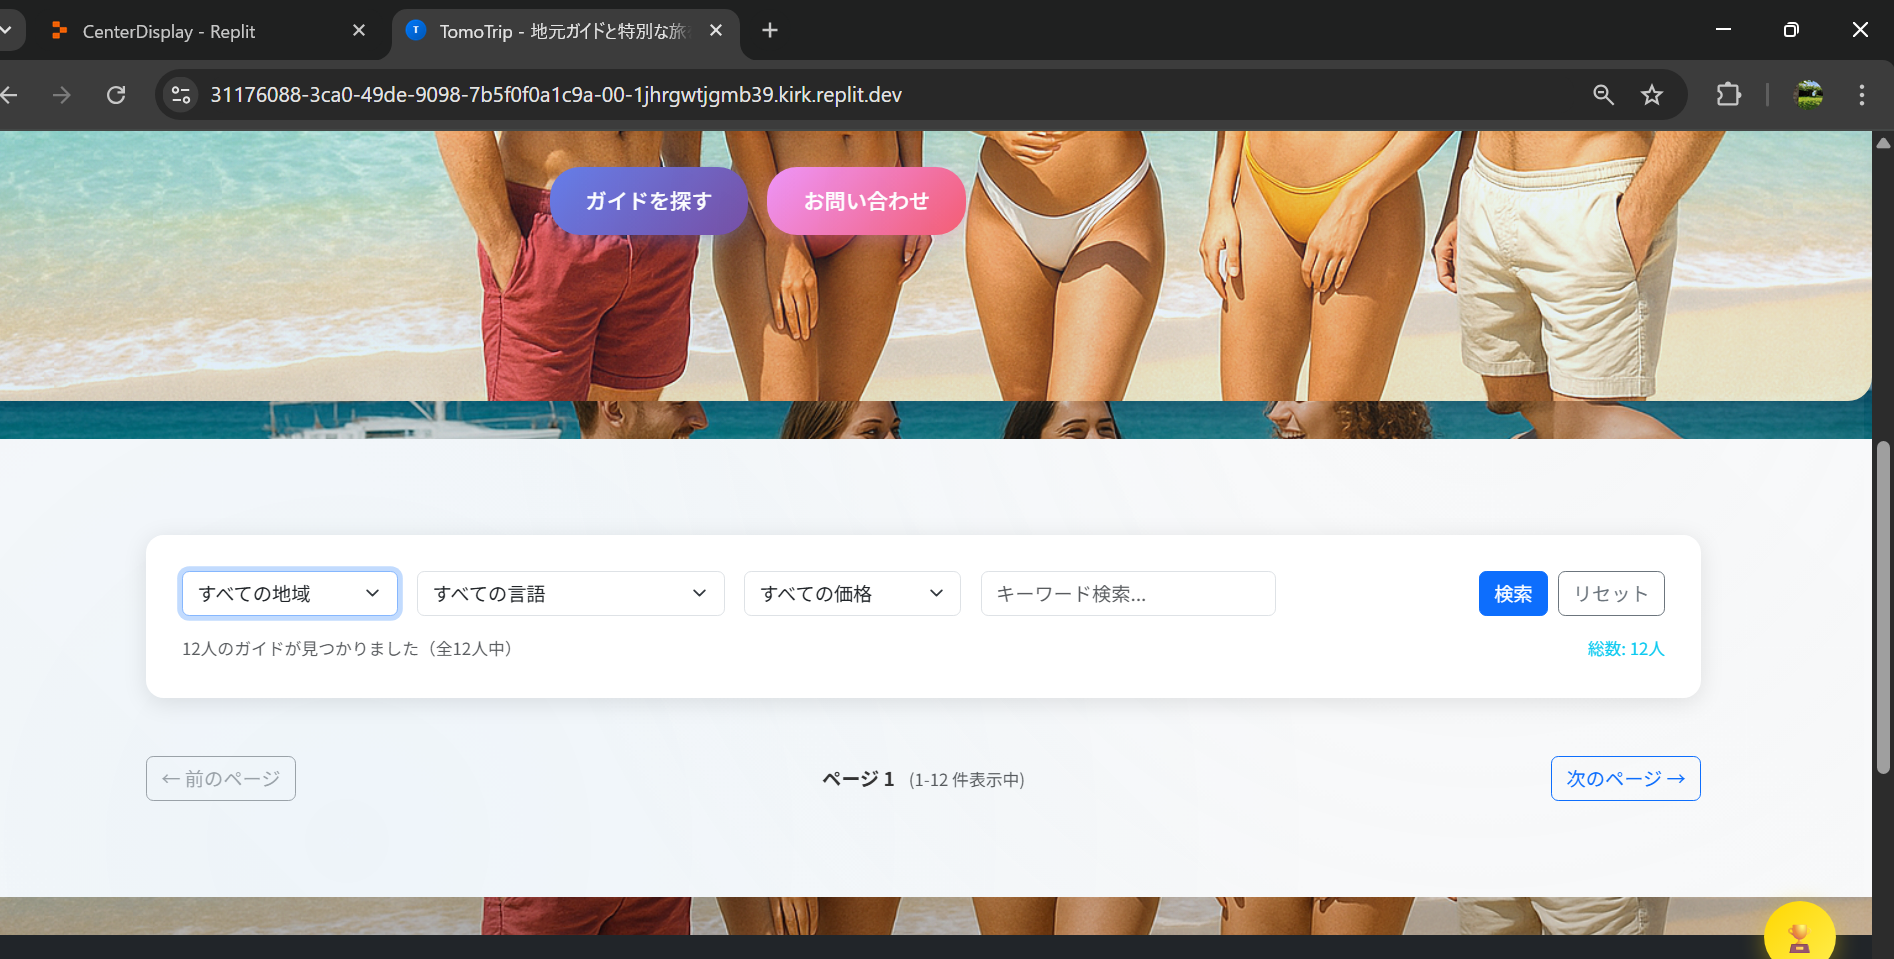 CenterDisplay - Replit
TomoTrip - 地元ガイドと特別な旅
31176088-3ca0-49de-9098-7b5f0f0a1c9a-00-1jhrgwtjgmb39.kirk.replit.dev
ガイドを探す お問い合わせ
すべての地域 すべての言語 すべての価格 キーワード検索... 検索 リセット
12人のガイドが見つかりました（全12人中） 総数: 12人
← 前のページ ページ 1 (1-12 件表示中) 次のページ →